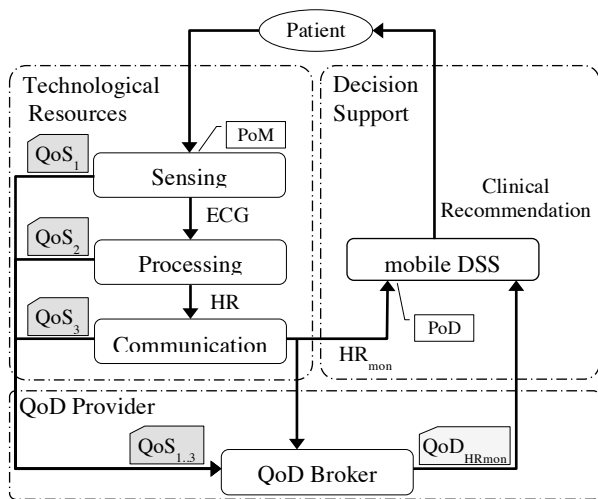 Patient
Technological
Resources
Decision
Support
PoM
QoS1
Sensing
Clinical
Recommendation
ECG
QoS2
Processing
mobile DSS
HR
QoS3
PoD
Communication
HRmon
QoD Provider
QoS1..3
QoD Broker
QoDHRmon